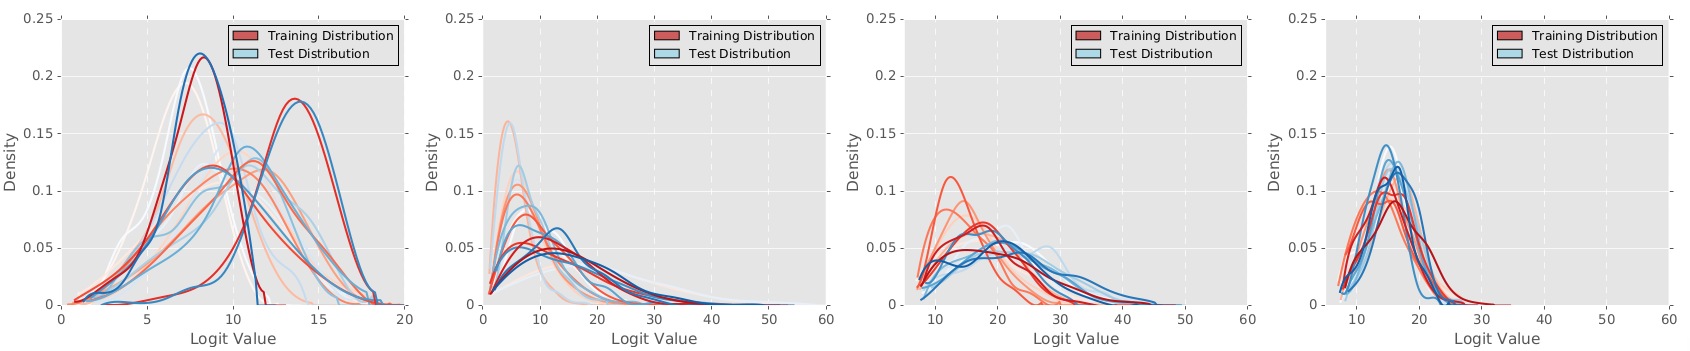 0.25
0.2
0.15
0.1
0.05
0
Density
0 5 10 15 20
Logit Value
Training Distribution
Test Distribution
0.25
0.2
0.15
0.1
0.05
0
Density
0 10 20 30 40 50 60
Logit Value
Training Distribution
Test Distribution
0.25
0.2
0.15
0.1
0.05
0
Density
10 20 30 40 50 60
Logit Value
Training Distribution
Test Distribution
0.25
0.2
0.15
0.1
0.05
0
Density
10 20 30 40 50 60
Logit Value
Training Distribution
Test Distribution